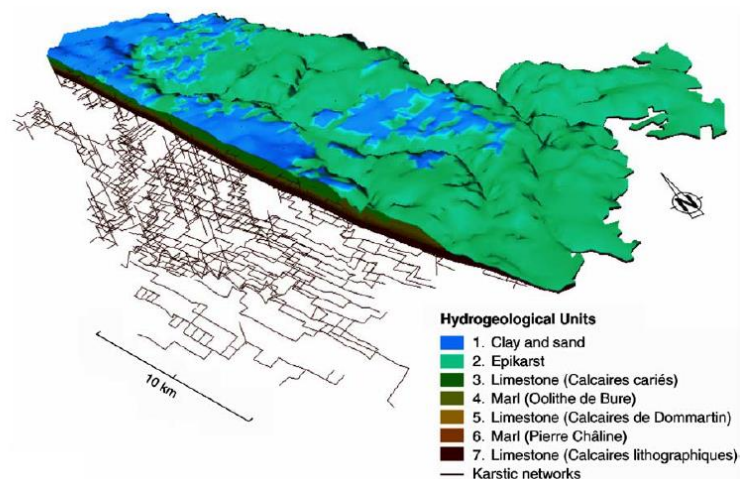 N
10 km
Hydrogeological Units
1. Clay and sand
2. Epikarst
3. Limestone (Calcaires cariés)
4. Marl (Oolithe de Bure)
5. Limestone (Calcaires de Dommartin)
6. Marl (Pierre Châline)
7. Limestone (Calcaires lithographiques)
Karstic networks